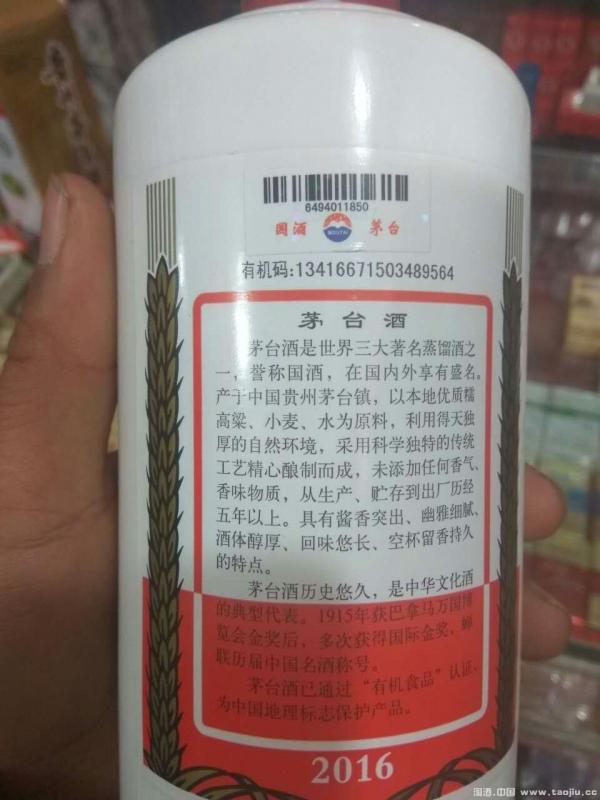 6494011850
国酒 MOUTAI 茅台
有机码:13416671503489564
茅台酒
茅台酒是世界三大著名蒸馏酒之
一，誉称国酒，在国内外享有盛名。
产于中国贵州茅台镇，以本地优质糯
高粱、小麦、水为原料，利用得天独
厚的自然环境，采用科学独特的传统
工艺精心酿制而成，未添加任何香气、
香味物质，从生产、贮存到出厂历经
五年以上。具有酱香突出、幽雅细腻、
酒体醇厚、回味悠长、空杯留香持久
的特点。
茅台酒历史悠久，是中华文化酒
的典型代表。1915年获巴拿马万国博
览会金奖后，多次获得国际金奖，蝉
联历届中国名酒称号。
茅台酒已通过“有机食品”认证、
为中国地理标志保护产品。
2016
国酒.中国 www.taojiu.cc